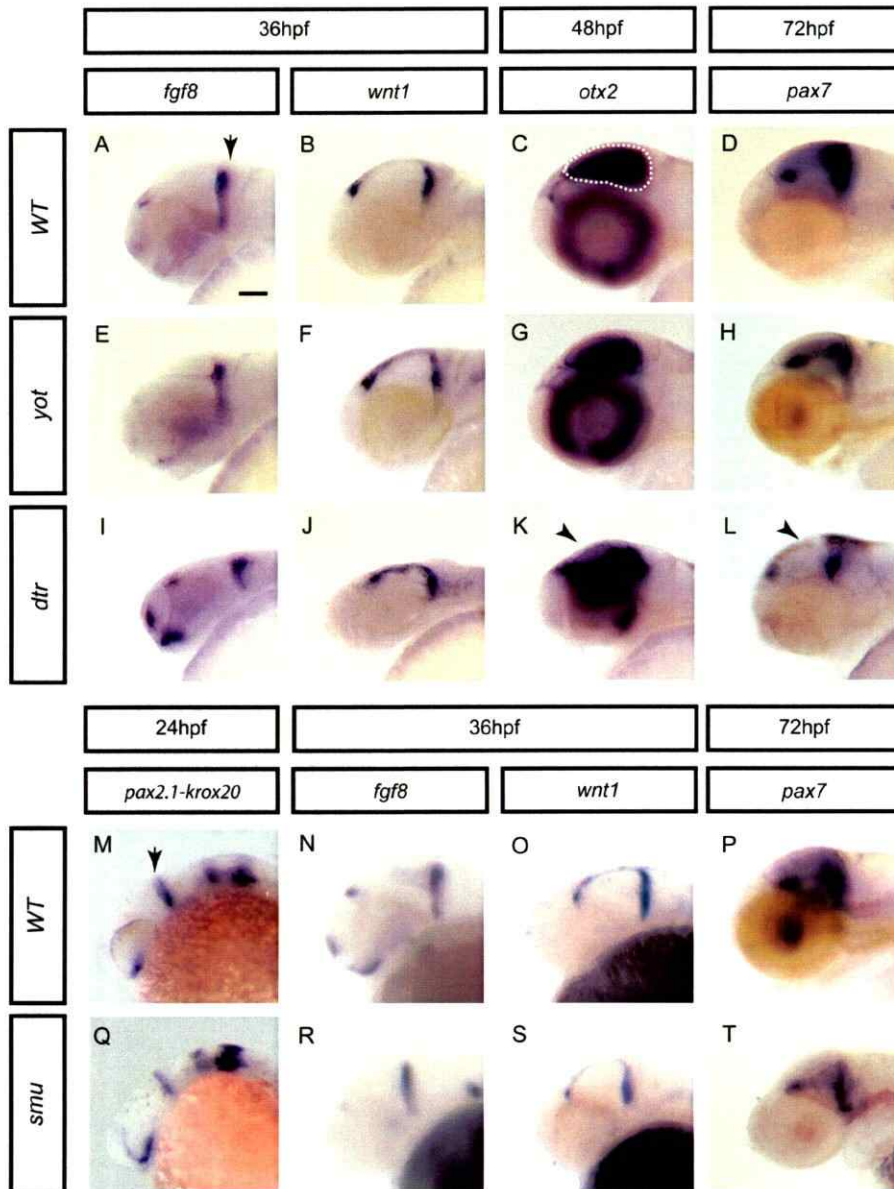 36hpf 48hpf 72hpf
fgf8 wnt1 otx2 pax7
WT A B C D
yot E F G H
dtr I J K L
24hpf 36hpf 72hpf
pax2.1-krox20 fgf8 wnt1 pax7
WT M N O P
smu Q R S T